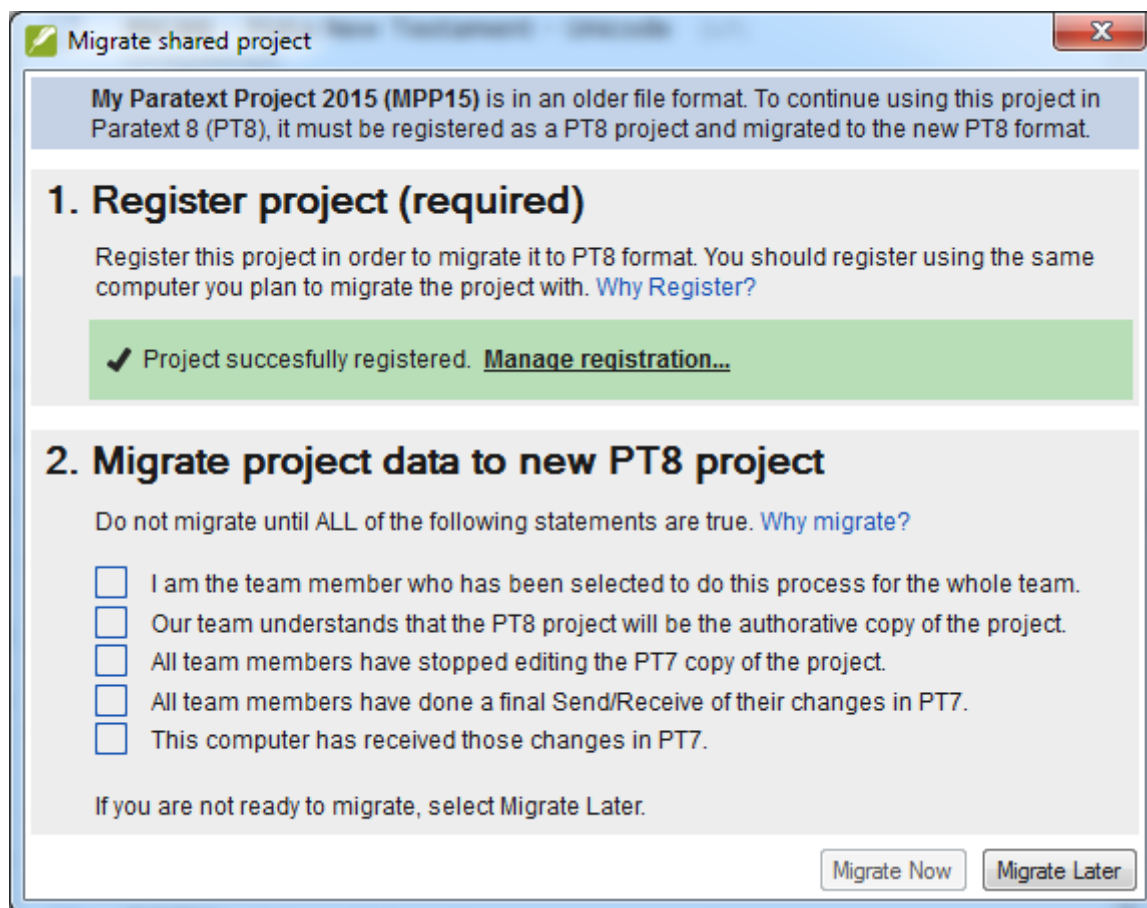 Migrate shared project
My Paratext Project 2015 (MPP15) is in an older file format. To continue using this project in
Paratext 8 (PT8), it must be registered as a PT8 project and migrated to the new PT8 format.
1. Register project (required)
Register this project in order to migrate it to PT8 format. You should register using the same
computer you plan to migrate the project with. Why Register?
✔ Project succesfully registered. Manage registration...
2. Migrate project data to new PT8 project
Do not migrate until ALL of the following statements are true. Why migrate?
I am the team member who has been selected to do this process for the whole team.
Our team understands that the PT8 project will be the authorative copy of the project.
All team members have stopped editing the PT7 copy of the project.
All team members have done a final Send/Receive of their changes in PT7.
This computer has received those changes in PT7.
If you are not ready to migrate, select Migrate Later.
Migrate Now Migrate Later